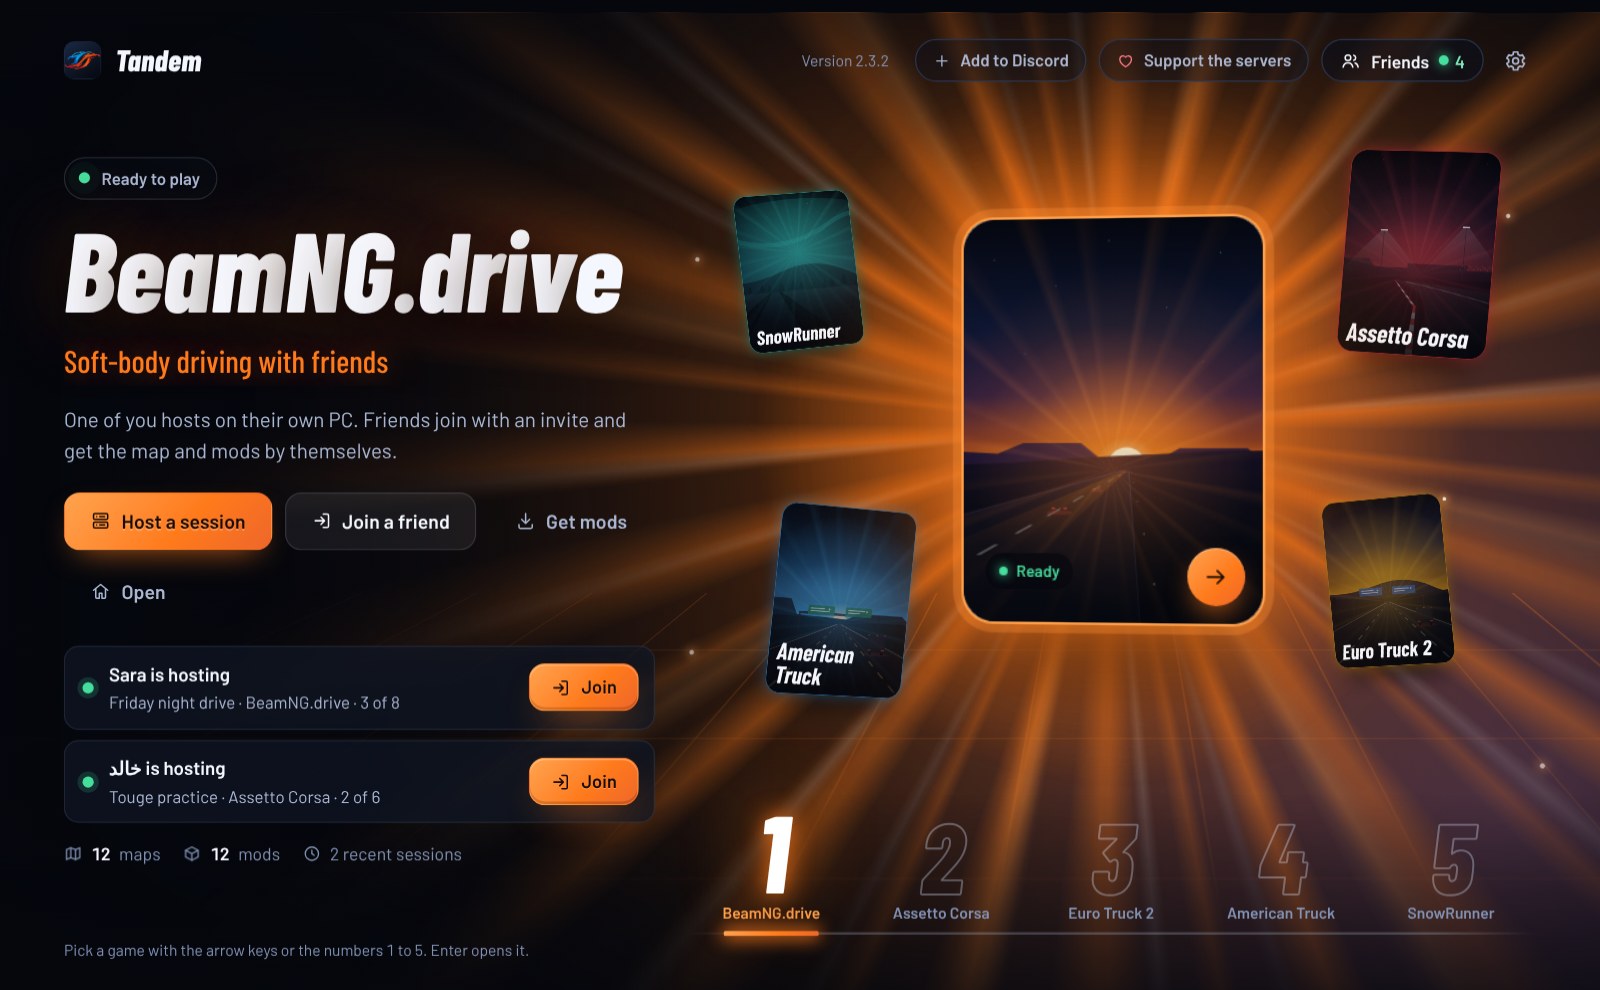 Tandem
Version 2.3.2
Add to Discord
Support the servers
Friends 4
Ready to play
BeamNG.drive
Soft-body driving with friends
One of you hosts on their own PC. Friends join with an invite and
get the map and mods by themselves.
Host a session
Join a friend
Get mods
Open
Sara is hosting
Friday night drive · BeamNG.drive · 3 of 8
Join
خالد is hosting
Touge practice · Assetto Corsa · 2 of 6
Join
12 maps
12 mods
2 recent sessions
Pick a game with the arrow keys or the numbers 1 to 5. Enter opens it.
SnowRunner
Assetto Corsa
Ready
American
Truck
Euro Truck 2
1
BeamNG.drive
2
Assetto Corsa
3
Euro Truck 2
4
American Truck
5
SnowRunner